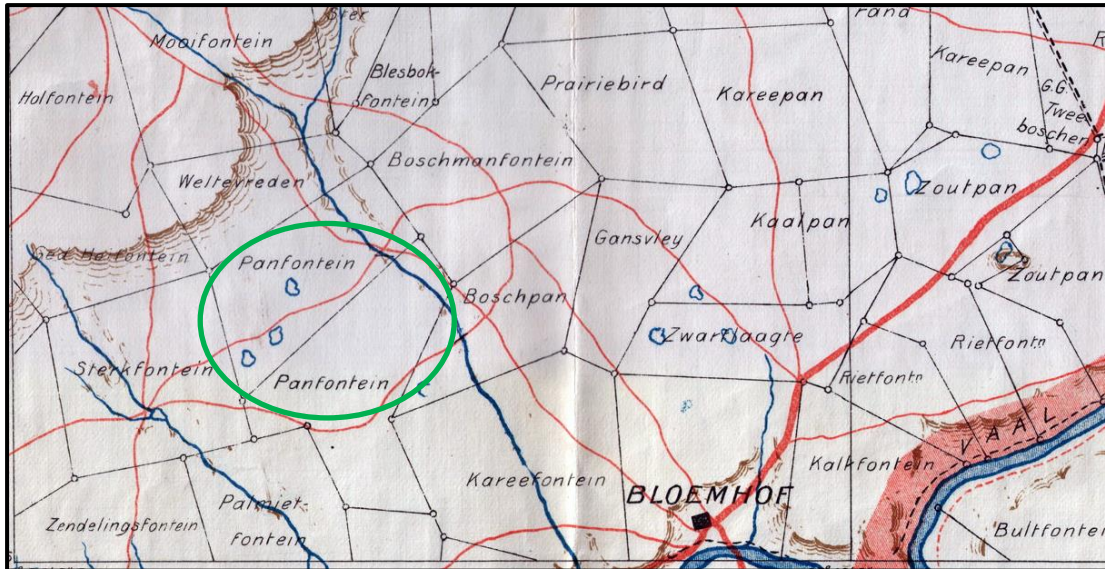 Mooifontein
Holfontein
Blesbok-
fontein
Prairiebird
Kareepan
rand
Kareepan
G.G.
Twee-
boschen
Boschmanfontein
Weltevreden
Zoutpan
Kaalpan
Gansvley
Panfontein
Boschpan
Zoutpan
Zwartlaagte
Rietfontn
Sterkfontein
Panfontein
Rietfontn
VAAL
Kalkfontein
Kareefontein
BLOEMHOF
Palmiet-
fontein
Zendelingsfontein
Bultfontein